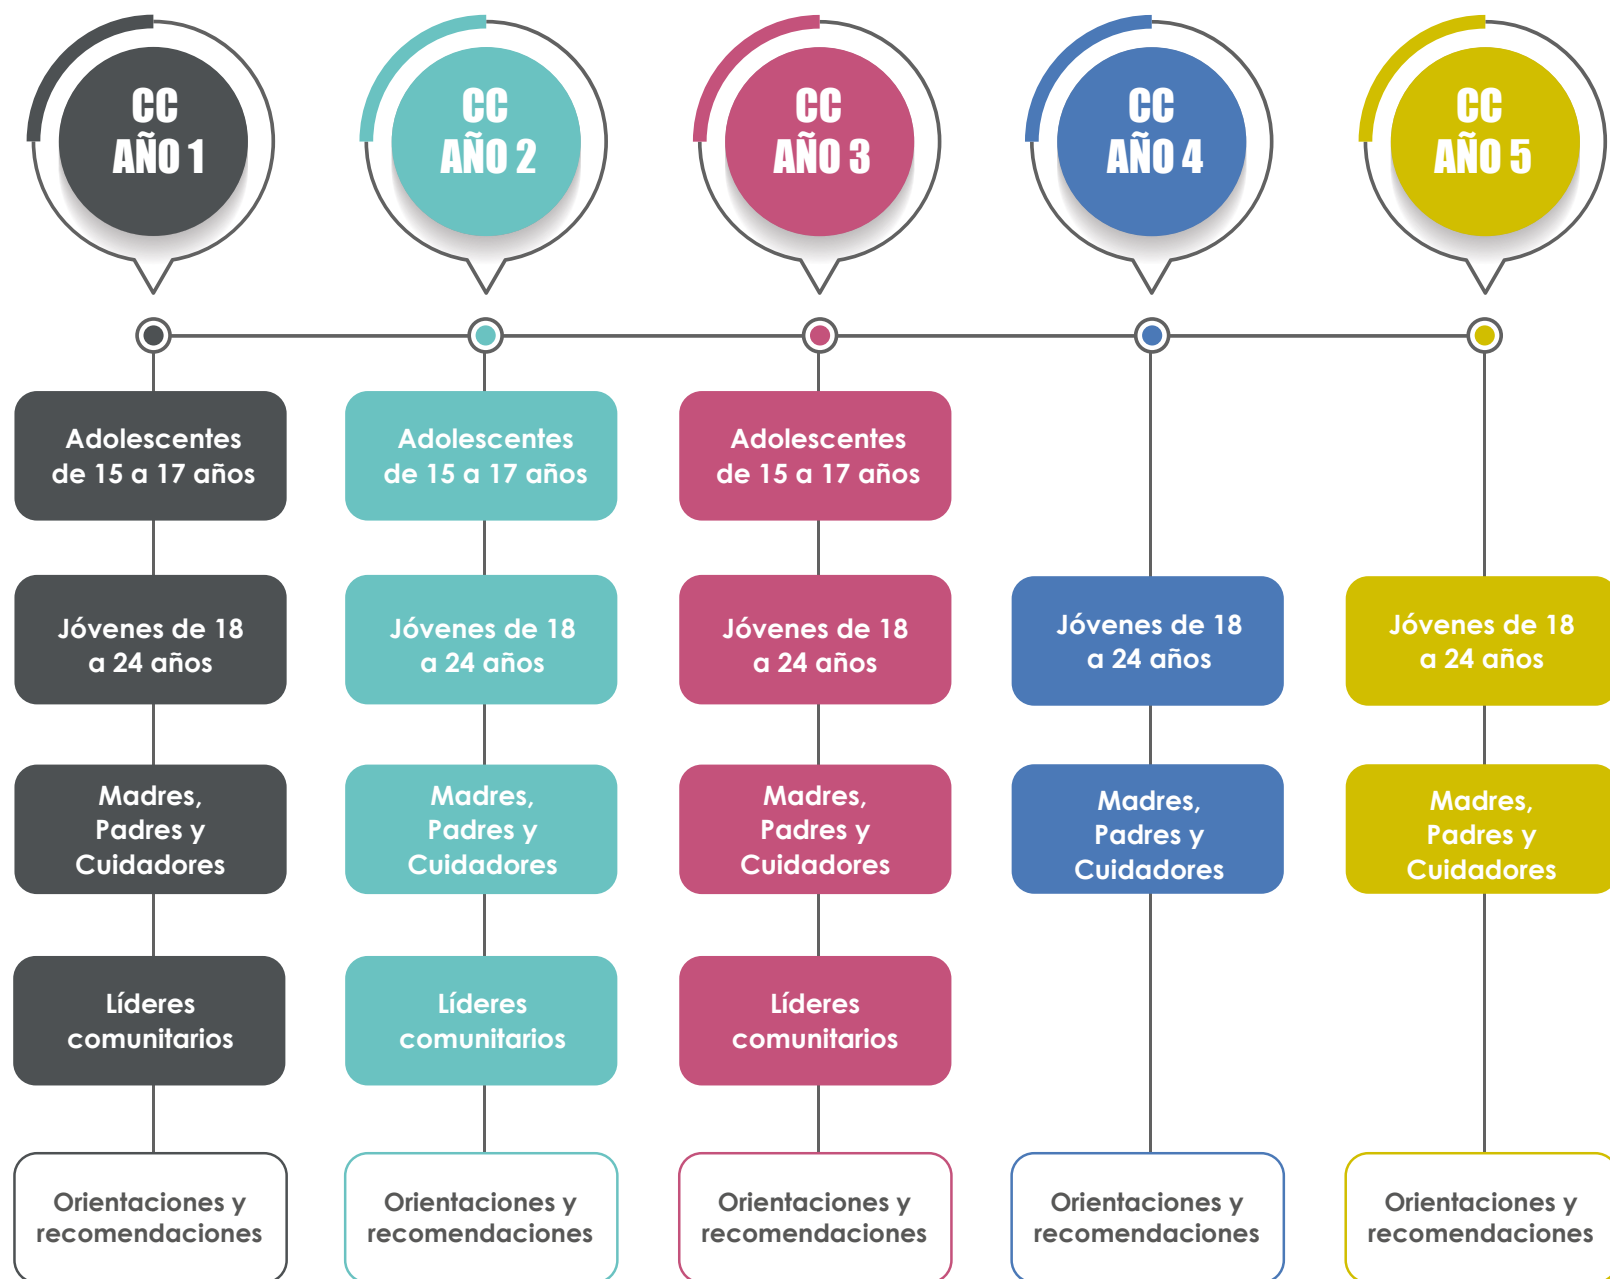 CC
AÑO 1
CC
AÑO 2
CC
AÑO 3
CC
AÑO 4
CC
AÑO 5
Adolescentes
de 15 a 17 años
Adolescentes
de 15 a 17 años
Adolescentes
de 15 a 17 años
Jóvenes de 18
a 24 años
Jóvenes de 18
a 24 años
Jóvenes de 18
a 24 años
Jóvenes de 18
a 24 años
Jóvenes de 18
a 24 años
Madres,
Padres y
Cuidadores
Madres,
Padres y
Cuidadores
Madres,
Padres y
Cuidadores
Madres,
Padres y
Cuidadores
Madres,
Padres y
Cuidadores
Líderes
comunitarios
Líderes
comunitarios
Líderes
comunitarios
Orientaciones y
recomendaciones
Orientaciones y
recomendaciones
Orientaciones y
recomendaciones
Orientaciones y
recomendaciones
Orientaciones y
recomendaciones